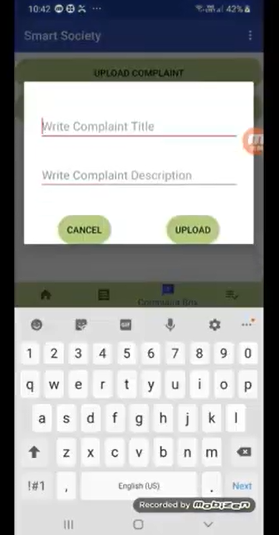 10:42
42%
Smart Society
UPLOAD COMPLAINT
Write Complaint Title
Write Complaint Description
CANCEL
UPLOAD
Complaint Box
GIF
1 2 3 4 5 6 7 8 9 0
q w e r t y u i o p
a s d f g h j k l
z x c v b n m
!#1 , English (US) . Next
Recorded by MOBIZEN